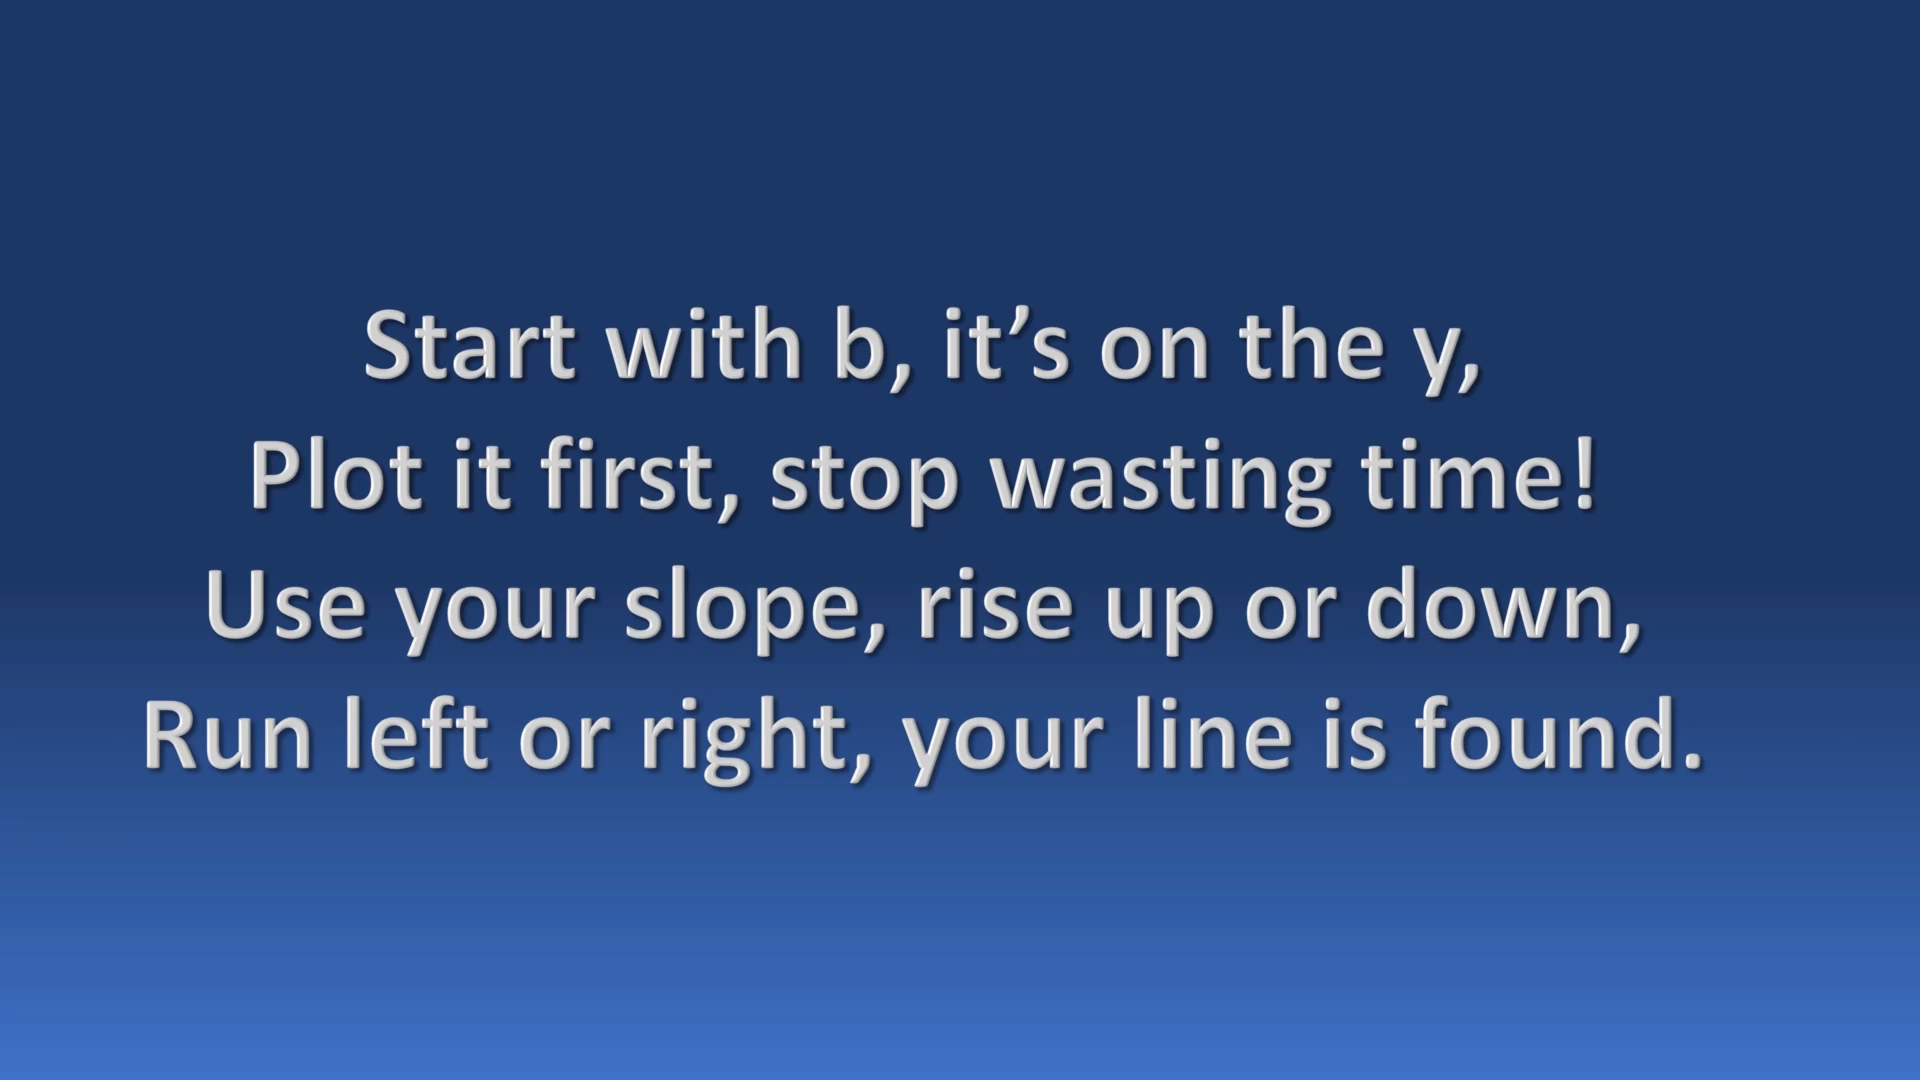 Start with b, it’s on the y,
Plot it first, stop wasting time!
Use your slope, rise up or down,
Run left or right, your line is found.